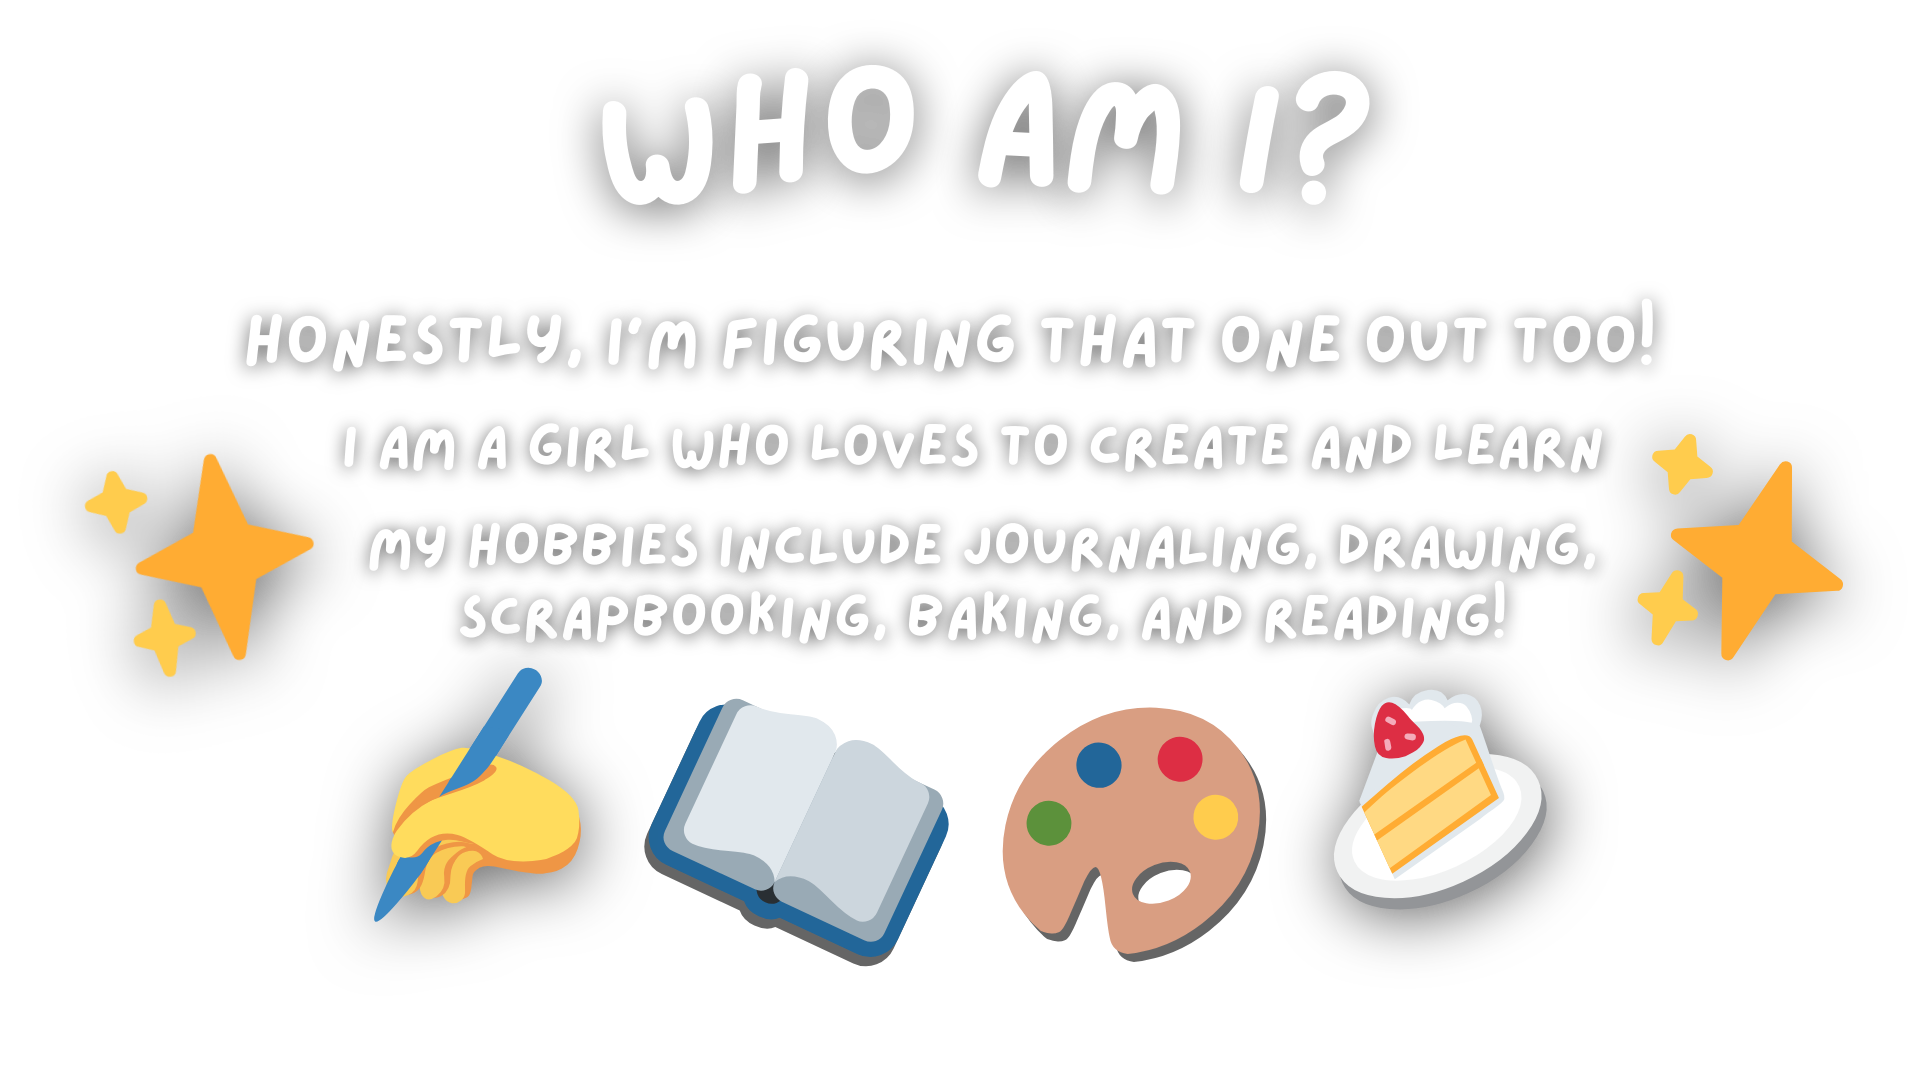 WHO AM I?
HONESTLY, I'M FIGURING THAT ONE OUT TOO!
I AM A GIRL WHO LOVES TO CREATE AND LEARN
MY HOBBIES INCLUDE JOURNALING, DRAWING,
SCRAPBOOKING, BAKING, AND READING!